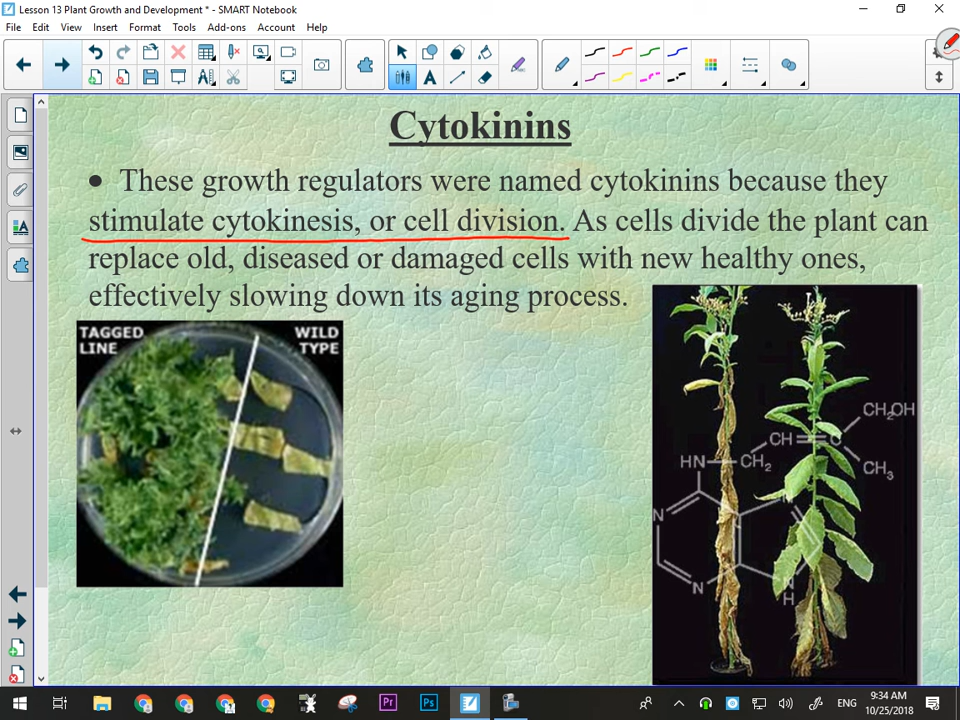 Lesson 13 Plant Growth and Development * - SMART Notebook
File Edit View Insert Format Tools Add-ons Account Help
Cytokinins
• These growth regulators were named cytokinins because they
stimulate cytokinesis, or cell division. As cells divide the plant can
replace old, diseased or damaged cells with new healthy ones,
effectively slowing down its aging process.
TAGGED WILD
LINE TYPE
CH₂OH
CH C
HN CH₂ CH₃
N N
N N
H
ENG 9:34 AM
10/25/2018